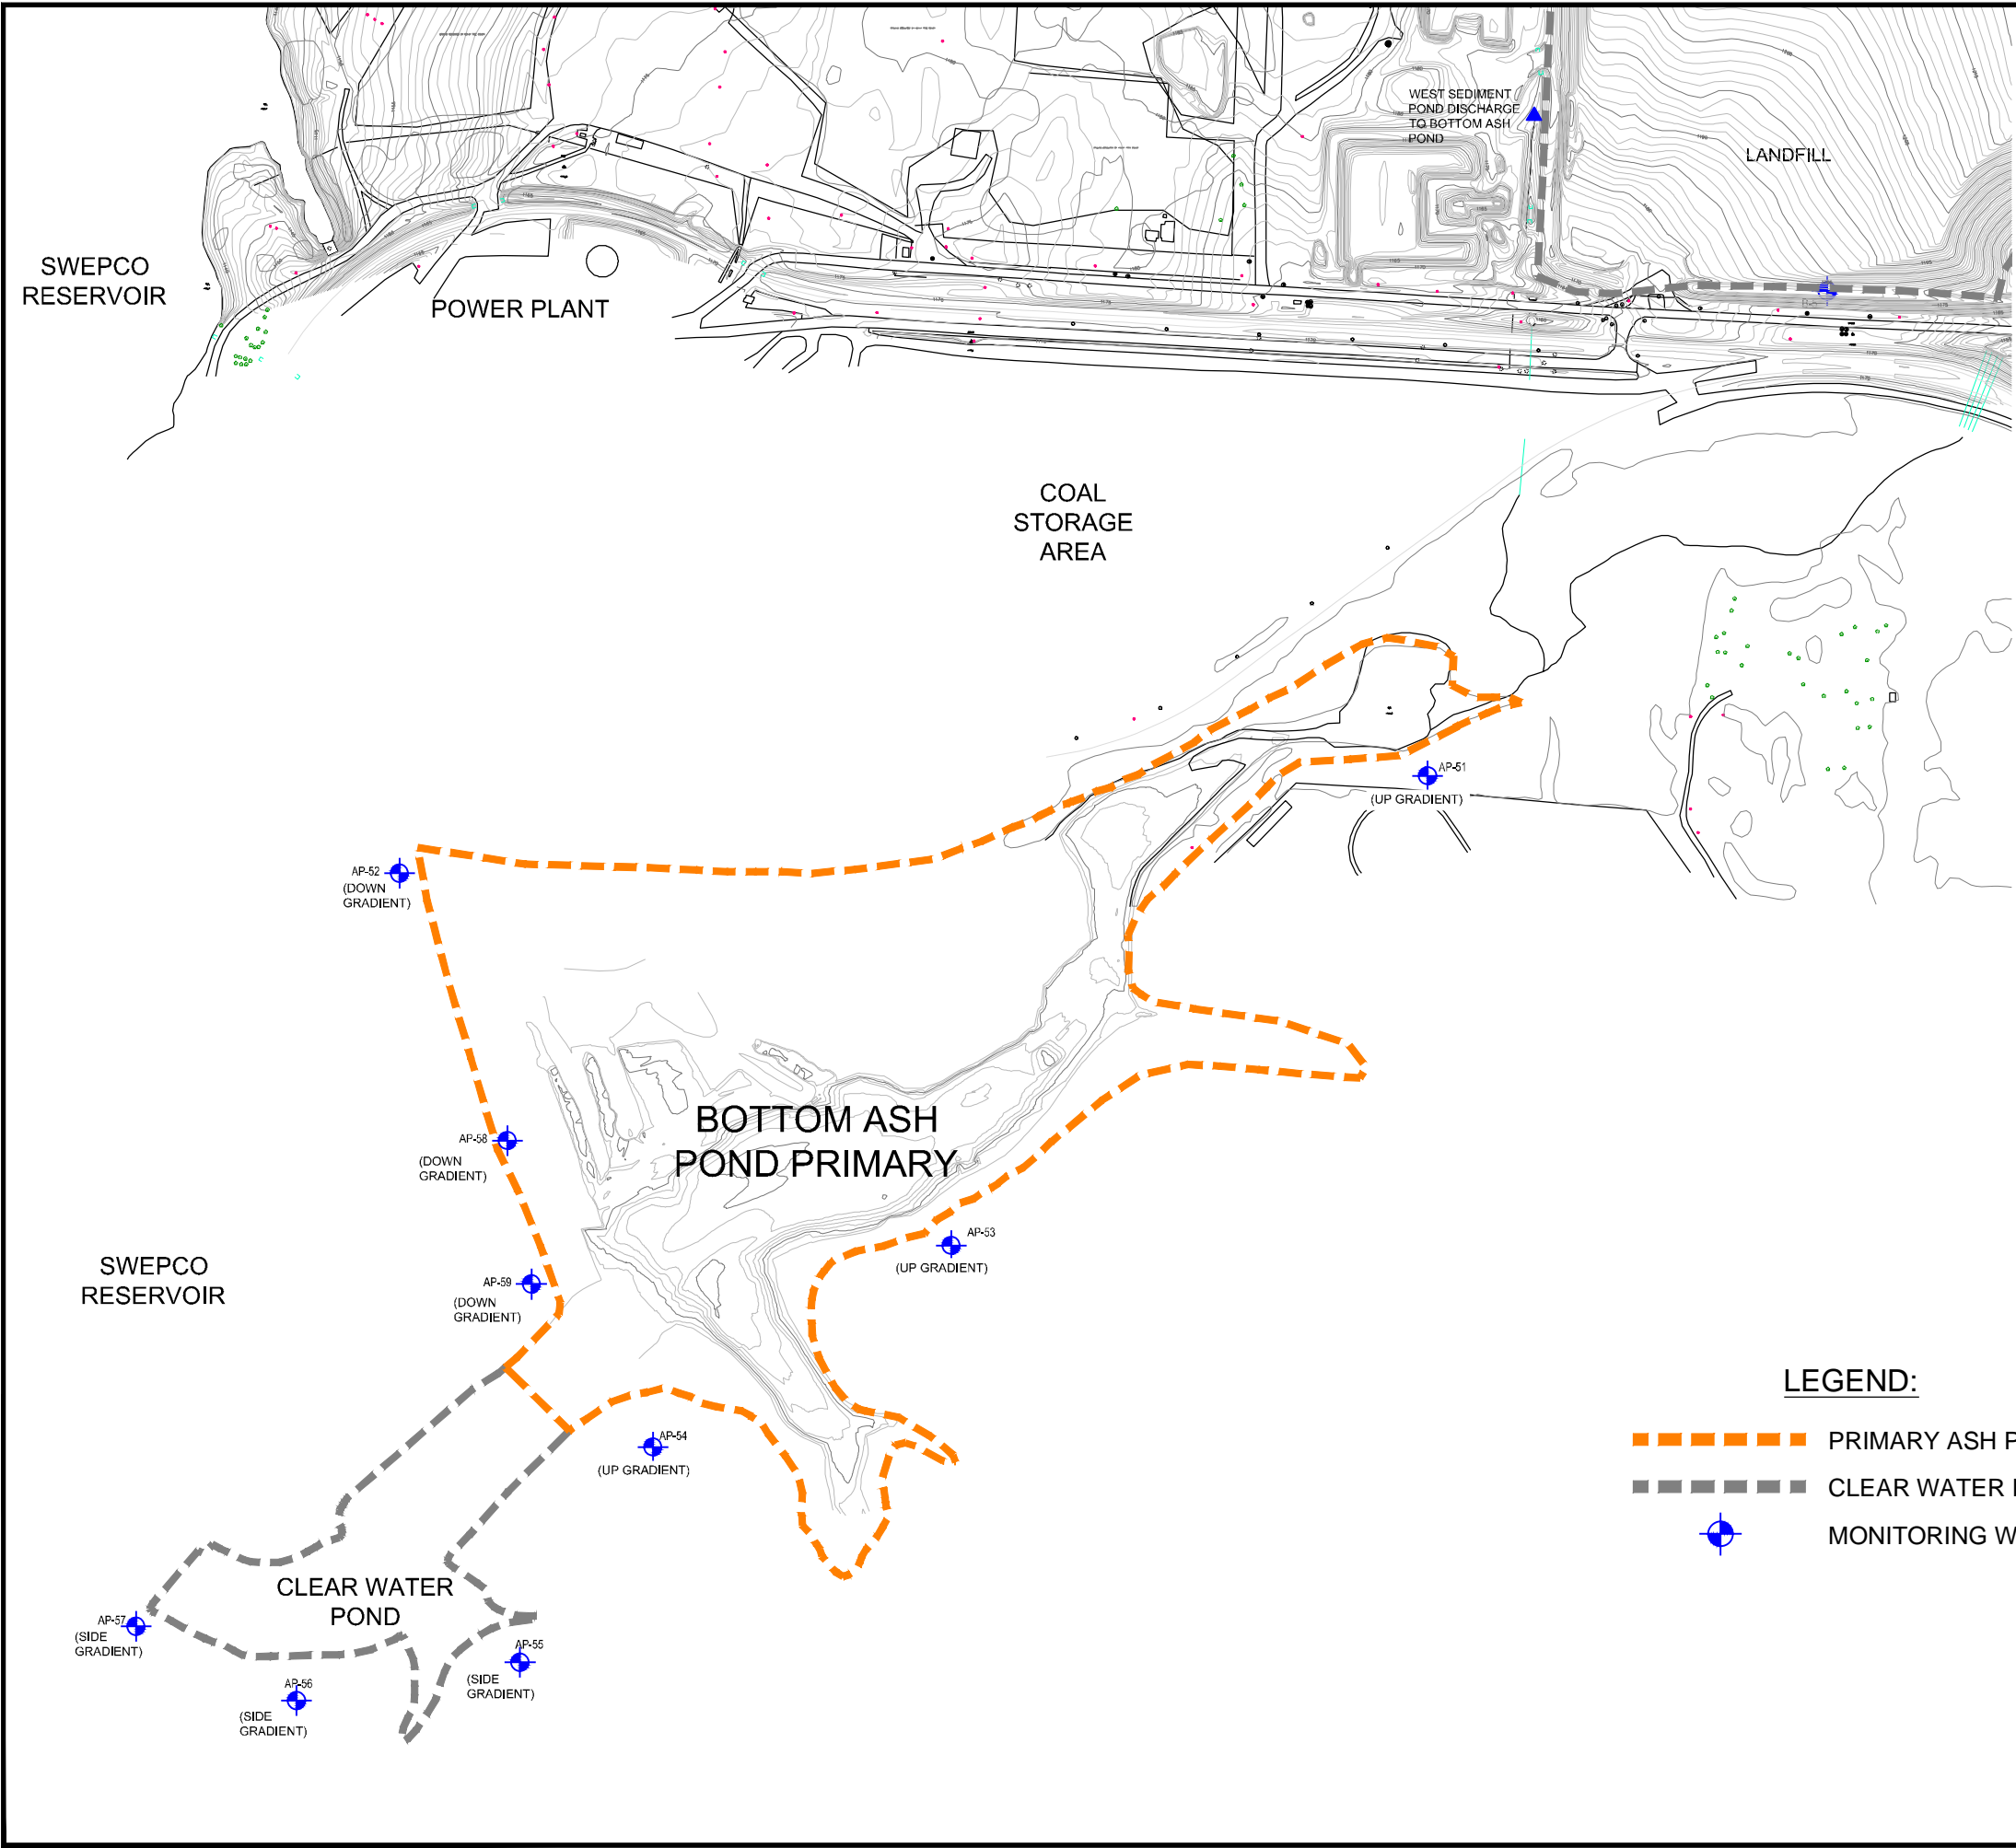 WEST SEDIMENT
POND DISCHARGE
TO BOTTOM ASH
POND
LANDFILL
SWEPCO
RESERVOIR
POWER PLANT
COAL
STORAGE
AREA
AP-51
(UP GRADIENT)
AP-52
(DOWN
GRADIENT)
BOTTOM ASH
POND PRIMARY
AP-58
(DOWN
GRADIENT)
AP-53
(UP GRADIENT)
SWEPCO
RESERVOIR
AP-59
(DOWN
GRADIENT)
AP-54
(UP GRADIENT)
LEGEND:
PRIMARY ASH P
CLEAR WATER
MONITORING W
CLEAR WATER
POND
AP-57
(SIDE
GRADIENT)
AP-55
(SIDE
GRADIENT)
AP-56
(SIDE
GRADIENT)